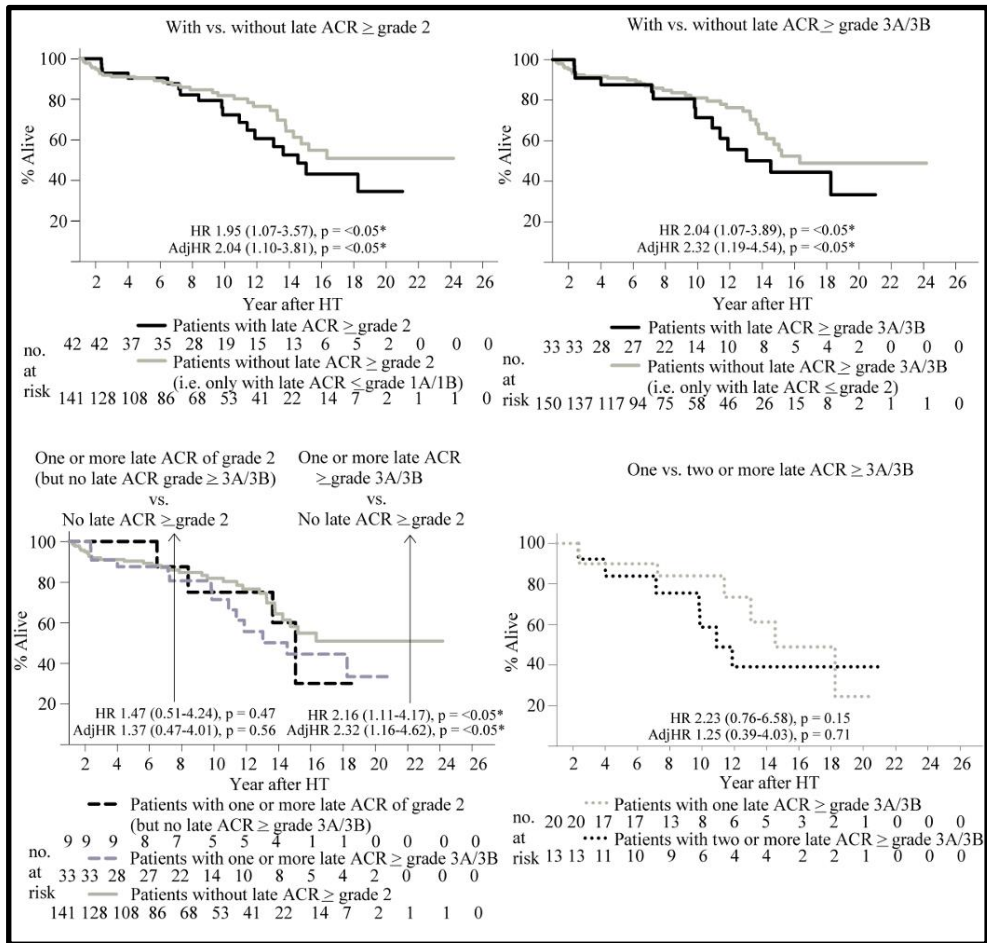 With vs. without late ACR ≥ grade 2
100
80
60
40
20
% Alive
HR 1.95 (1.07-3.57), p = <0.05*
AdjHR 2.04 (1.10-3.81), p = <0.05*
2 4 6 8 10 12 14 16 18 20 22 24 26
Year after HT
Patients with late ACR ≥ grade 2
no. at risk
42 42 37 35 28 19 15 13 6 5 2 0 0 0
Patients without late ACR ≥ grade 2
(i.e. only with late ACR ≤ grade 1A/1B)
141 128 108 86 68 53 41 22 14 7 2 1 1 0
With vs. without late ACR ≥ grade 3A/3B
100
80
60
40
20
% Alive
HR 2.04 (1.07-3.89), p = <0.05*
AdjHR 2.32 (1.19-4.54), p = <0.05*
2 4 6 8 10 12 14 16 18 20 22 24 26
Year after HT
Patients with late ACR ≥ grade 3A/3B
no. at risk
33 33 28 27 22 14 10 8 5 4 2 0 0 0
Patients without late ACR ≥ grade 3A/3B
(i.e. only with late ACR ≤ grade 2)
150 137 117 94 75 58 46 26 15 8 2 1 1 0
One or more late ACR of grade 2
(but no late ACR grade ≥ 3A/3B)
vs.
No late ACR ≥ grade 2
One or more late ACR
≥ grade 3A/3B
vs.
No late ACR ≥ grade 2
100
80
60
40
20
% Alive
HR 1.47 (0.51-4.24), p = 0.47
AdjHR 1.37 (0.47-4.01), p = 0.56
HR 2.16 (1.11-4.17), p = <0.05*
AdjHR 2.32 (1.16-4.62), p = <0.05*
2 4 6 8 10 12 14 16 18 20 22 24 26
Year after HT
Patients with one or more late ACR of grade 2
(but no late ACR ≥ grade 3A/3B)
no. at risk
9 9 9 8 7 5 5 4 1 1 0 0 0 0
Patients with one or more late ACR ≥ grade 3A/3B
33 33 28 27 22 14 10 8 5 4 2 0 0 0
Patients without late ACR ≥ grade 2
141 128 108 86 68 53 41 22 14 7 2 1 1 0
One vs. two or more late ACR ≥ 3A/3B
100
80
60
40
20
% Alive
HR 2.23 (0.76-6.58), p = 0.15
AdjHR 1.25 (0.39-4.03), p = 0.71
2 4 6 8 10 12 14 16 18 20 22 24 26
Year after HT
Patients with one late ACR ≥ grade 3A/3B
no. at risk
20 20 17 17 13 8 6 5 3 2 1 0 0 0
Patients with two or more late ACR ≥ grade 3A/3B
13 13 11 10 9 6 4 4 2 2 1 0 0 0